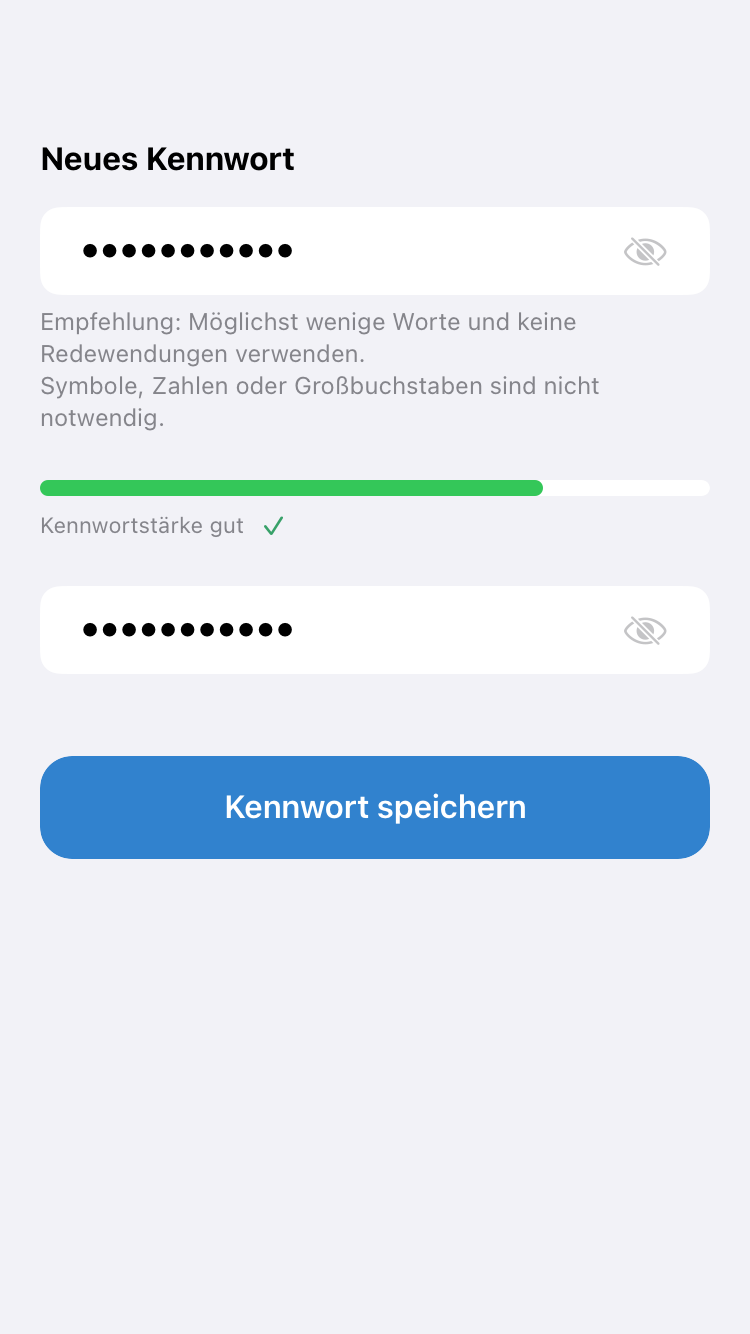 Neues Kennwort
•••••••••••
Empfehlung: Möglichst wenige Worte und keine
Redewendungen verwenden.
Symbole, Zahlen oder Großbuchstaben sind nicht
notwendig.
Kennwortstärke gut
•••••••••••
Kennwort speichern